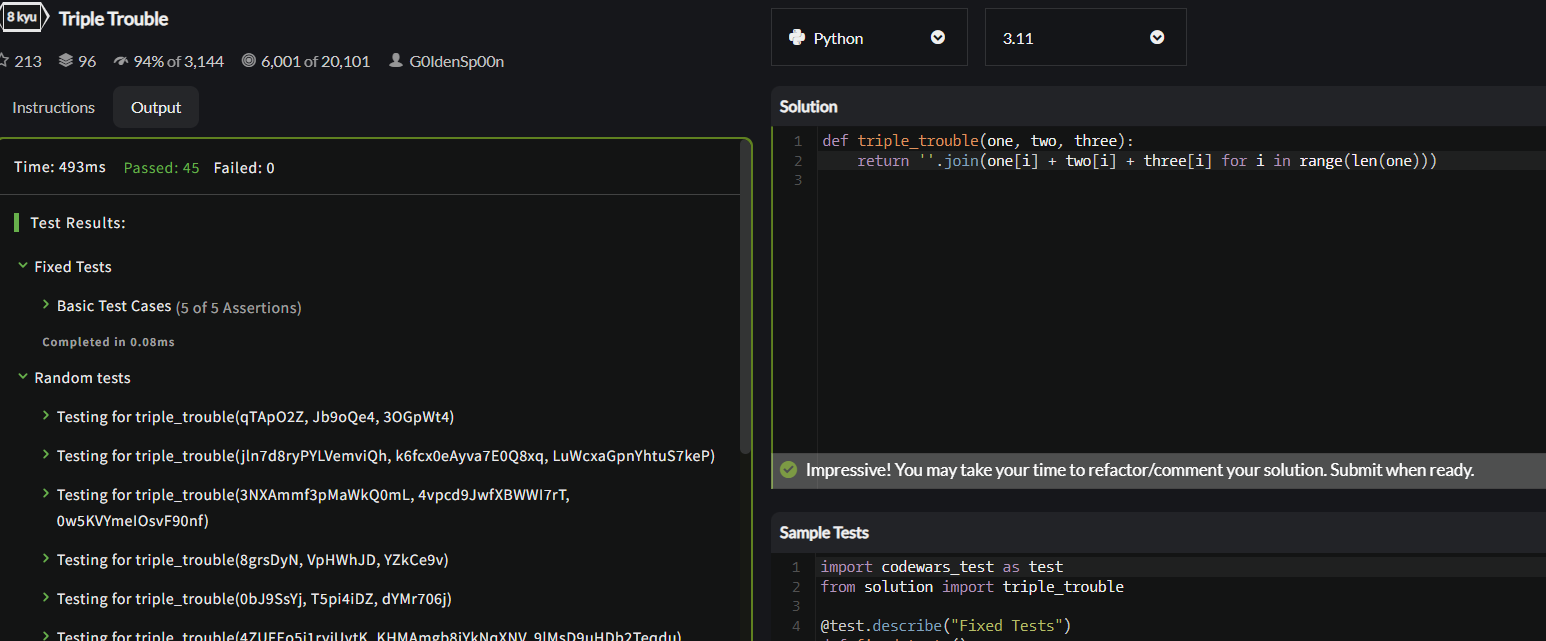 8 kyu Triple Trouble
213 96 94% of 3,144 6,001 of 20,101 G0ldenSp00n
Instructions Output
Time: 493ms Passed: 45 Failed: 0
Test Results:
Fixed Tests
Basic Test Cases (5 of 5 Assertions)
Completed in 0.08ms
Random tests
Testing for triple_trouble(qTApO2Z, Jb9oQe4, 3OGpWt4)
Testing for triple_trouble(jln7d8ryPYLVemviQh, k6fcx0eAyva7E0Q8xq, LuWcxaGpnYhtuS7keP)
Testing for triple_trouble(3NXAmmf3pMaWkQ0mL, 4vpcd9JwfXBWWI7rT,
0w5KVYmeIOsvF90nf)
Testing for triple_trouble(8grsDyN, VpHWhJD, YZkCe9v)
Testing for triple_trouble(0bJ9SsYj, T5pi4iDZ, dYMr706j)
Testing for
Python 3.11
Solution
1 def triple_trouble(one, two, three):
2 return ''.join(one[i] + two[i] + three[i] for i in range(len(one)))
3
Impressive! You may take your time to refactor/comment your solution. Submit when ready.
Sample Tests
1 import codewars_test as test
2 from solution import triple_trouble
3
4 @test.describe("Fixed Tests")